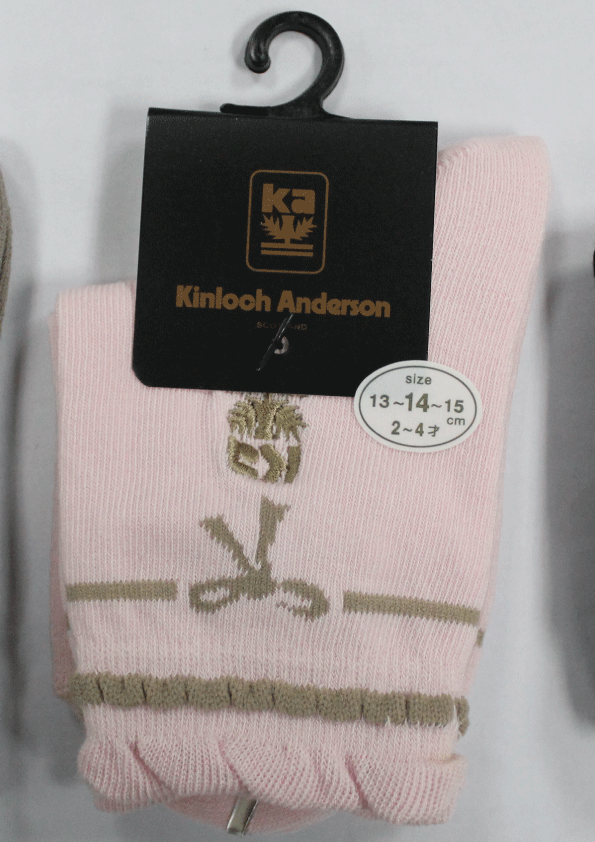 ka
Kinloch Anderson
size
13~14~15
cm
2~4才